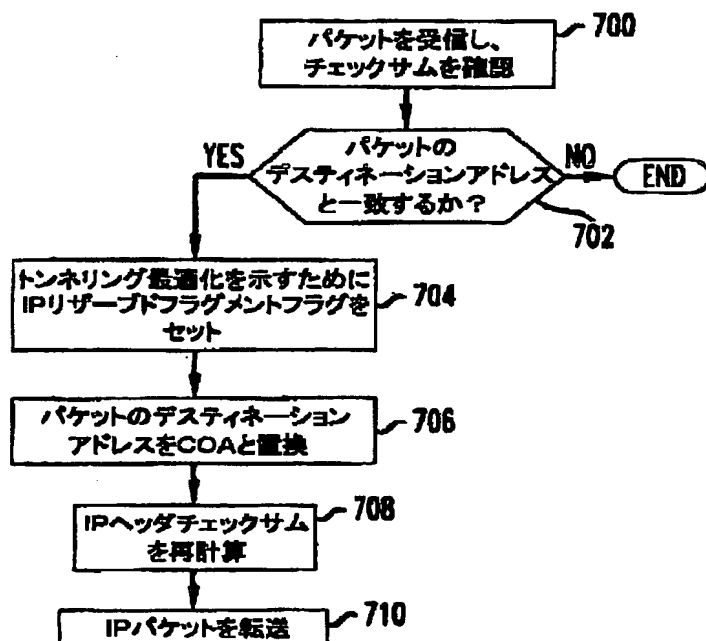 700
パケットを受信し、
チェックサムを確認
YES
パケットの
デスティネーションアドレス
と一致するか？
NO
END
702
トンネリング最適化を示すために
IPリザーブドフラグメントフラグを
セット
704
パケットのデスティネーション
アドレスをCOAと置換
706
IPヘッダチェックサム
を再計算
708
IPパケットを転送
710